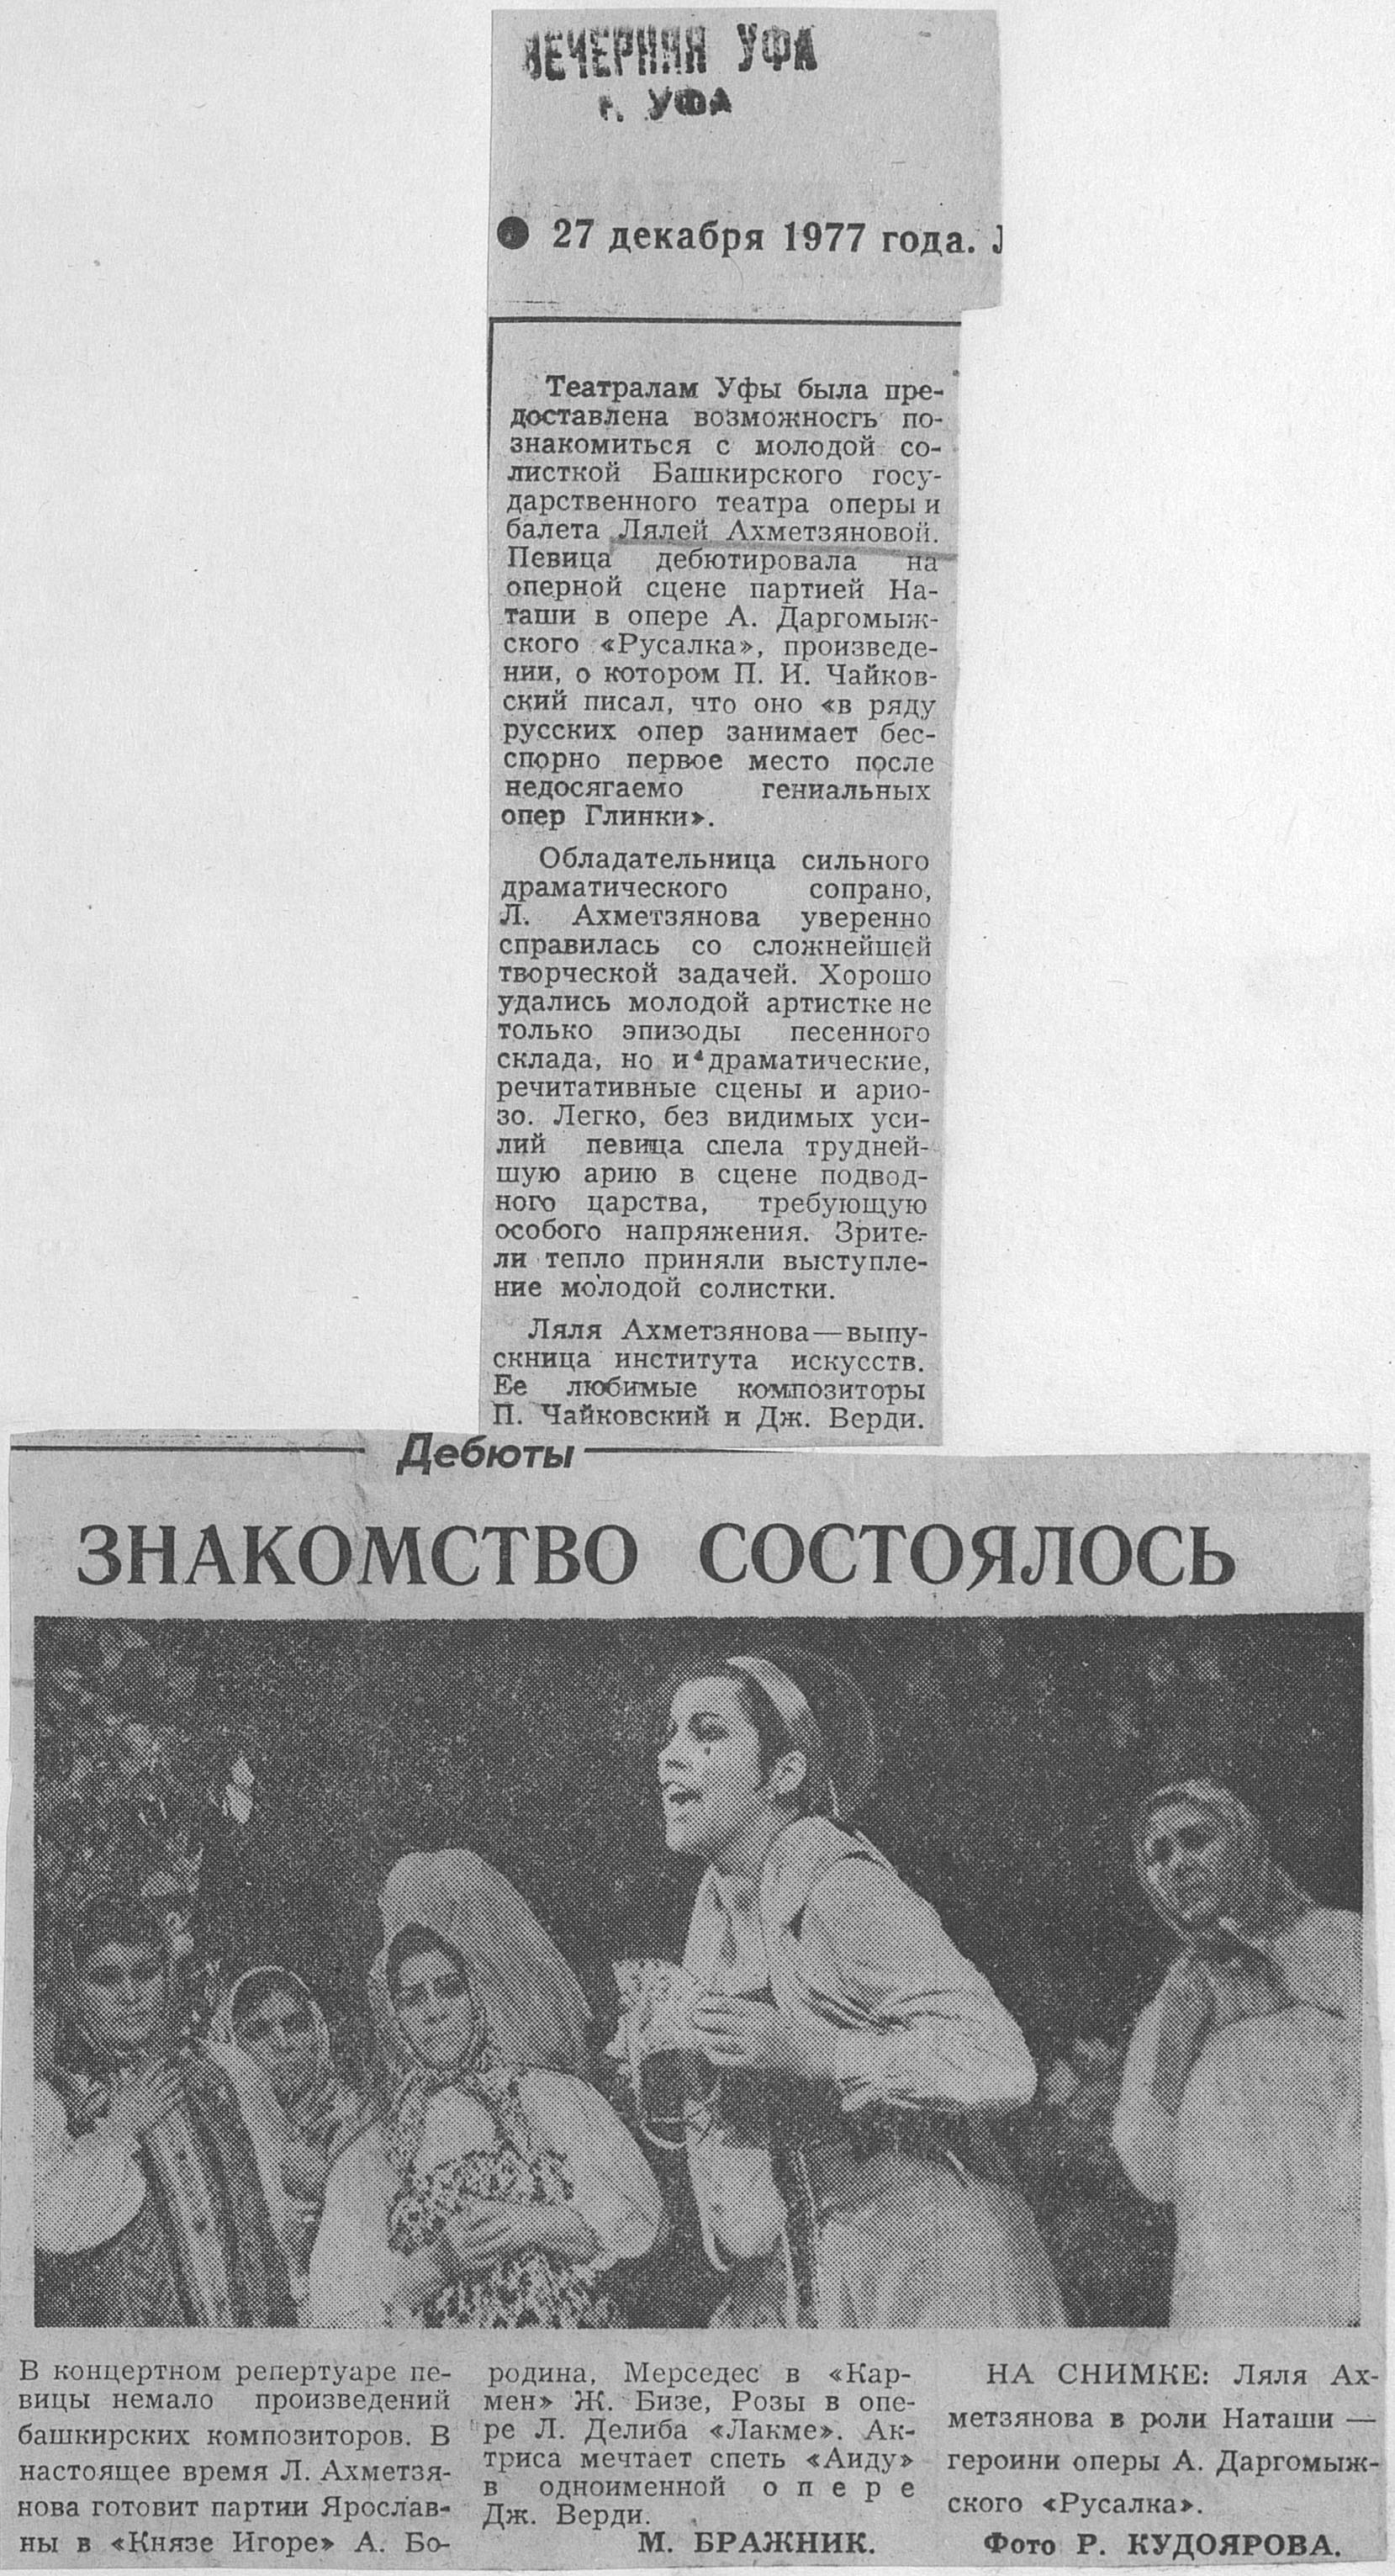 ВЕЧЕРНЯЯ УФА
г. УФА
● 27 декабря 1977 года.
Театралам Уфы была пре-
доставлена возможность по-
знакомиться с молодой со-
листкой Башкирского госу-
дарственного театра оперы и
балета Лялей Ахметзяновой.
Певица дебютировала на
оперной сцене партией На-
таши в опере А. Даргомыж-
ского «Русалка», произведе-
нии, о котором П. И. Чайков-
ский писал, что оно «в ряду
русских опер занимает бес-
спорно первое место после
недосягаемо гениальных
опер Глинки».
Обладательница сильного
драматического сопрано,
Л. Ахметзянова уверенно
справилась со сложнейшей
творческой задачей. Хорошо
удались молодой артистке не
только эпизоды песенного
склада, но и драматические,
речитативные сцены и арио-
зо. Легко, без видимых уси-
лий певица спела трудней-
шую арию в сцене подвод-
ного царства, требующую
особого напряжения. Зрите-
ли тепло приняли выступле-
ние молодой солистки.
Ляля Ахметзянова—выпу-
скница института искусств.
Ее любимые композиторы
П. Чайковский и Дж. Верди.
Дебюты
ЗНАКОМСТВО СОСТОЯЛОСЬ
В концертном репертуаре пе-
вицы немало произведений
башкирских композиторов. В
настоящее время Л. Ахметзя-
нова готовит партии Ярослав-
ны в «Князе Игоре» А. Бо-
родина, Мерседес в «Кар-
мен» Ж. Бизе, Розы в опе-
ре Л. Делиба «Лакме». Ак-
триса мечтает спеть «Аиду»
в одноименной опере
Дж. Верди.
М. БРАЖНИК.
НА СНИМКЕ: Ляля Ах-
метзянова в роли Наташи —
героини оперы А. Даргомыж-
ского «Русалка».
Фото Р. КУДОЯРОВА.